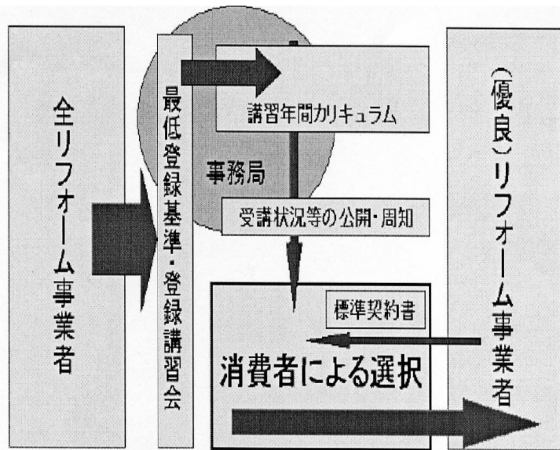 全リフォーム事業者
最低登録基準・登録講習会
講習年間カリキュラム
事務局
受講状況等の公開・周知
標準契約書
消費者による選択
(優良)リフォーム事業者